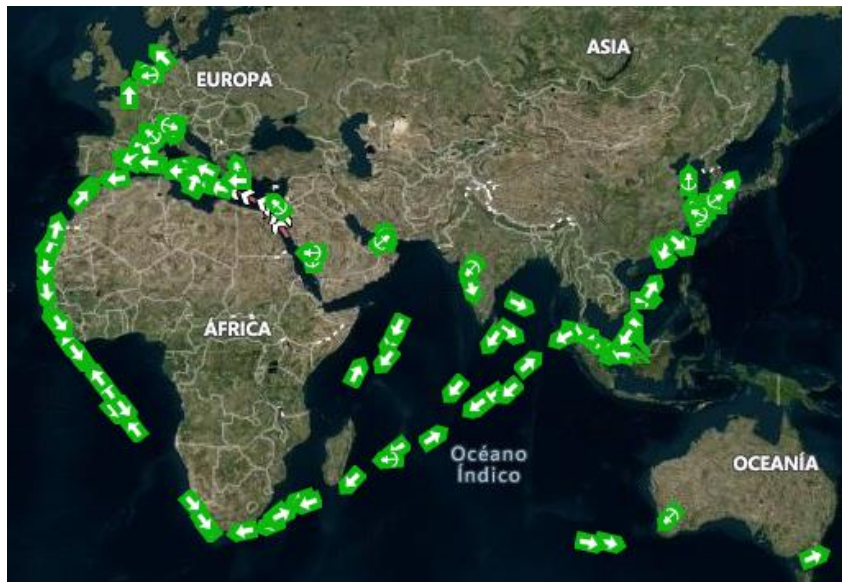 ASIA
EUROPA
ÁFRICA
Océano
Índico
OCEANÍA